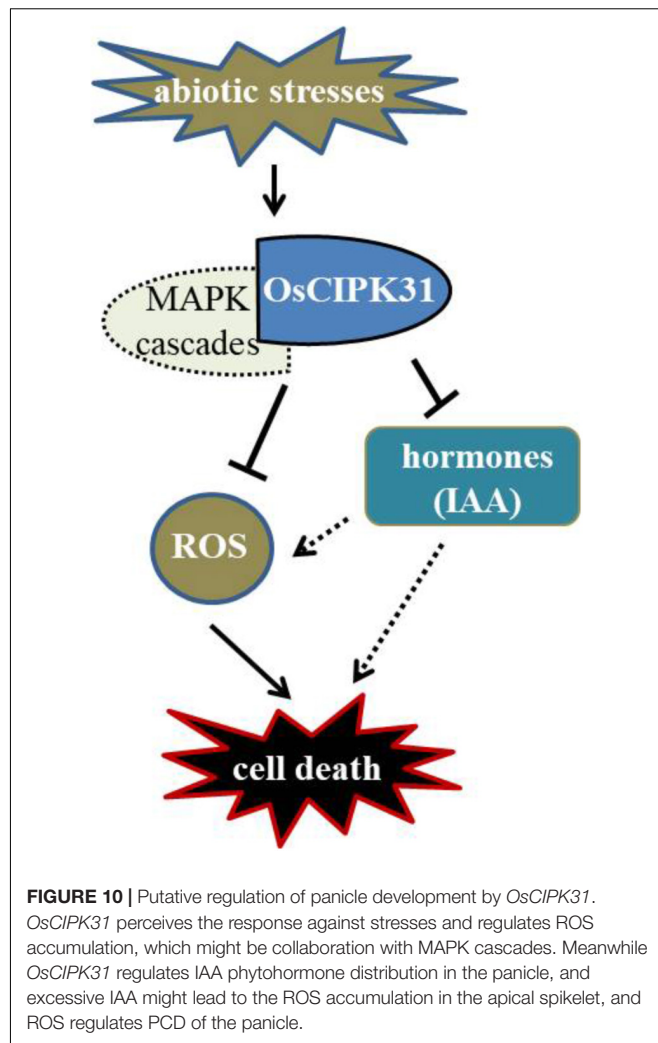 abiotic stresses
MAPK
cascades
OsCIPK31
hormones
(IAA)
ROS
cell death
FIGURE 10 | Putative regulation of panicle development by OsCIPK31.
OsCIPK31 perceives the response against stresses and regulates ROS
accumulation, which might be collaboration with MAPK cascades. Meanwhile
OsCIPK31 regulates IAA phytohormone distribution in the panicle, and
excessive IAA might lead to the ROS accumulation in the apical spikelet, and
ROS regulates PCD of the panicle.